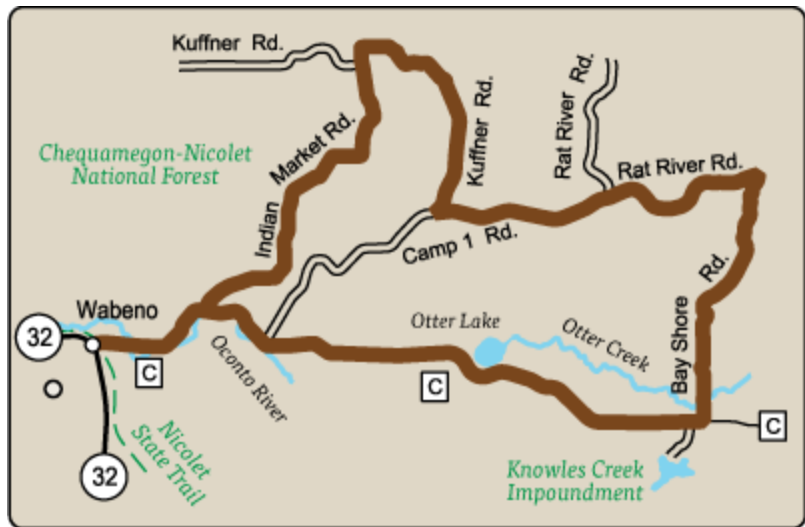 Kuffner Rd.
Chequamegon-Nicolet
National Forest
Market Rd.
Indian
Kuffner Rd.
Rat River Rd.
Rat River Rd.
Camp 1 Rd.
Wabeno
32
C
Oconto River
Otter Lake
Otter Creek
Bay Shore Rd.
C
C
Nicolet
State Trail
32
Knowles Creek
Impoundment